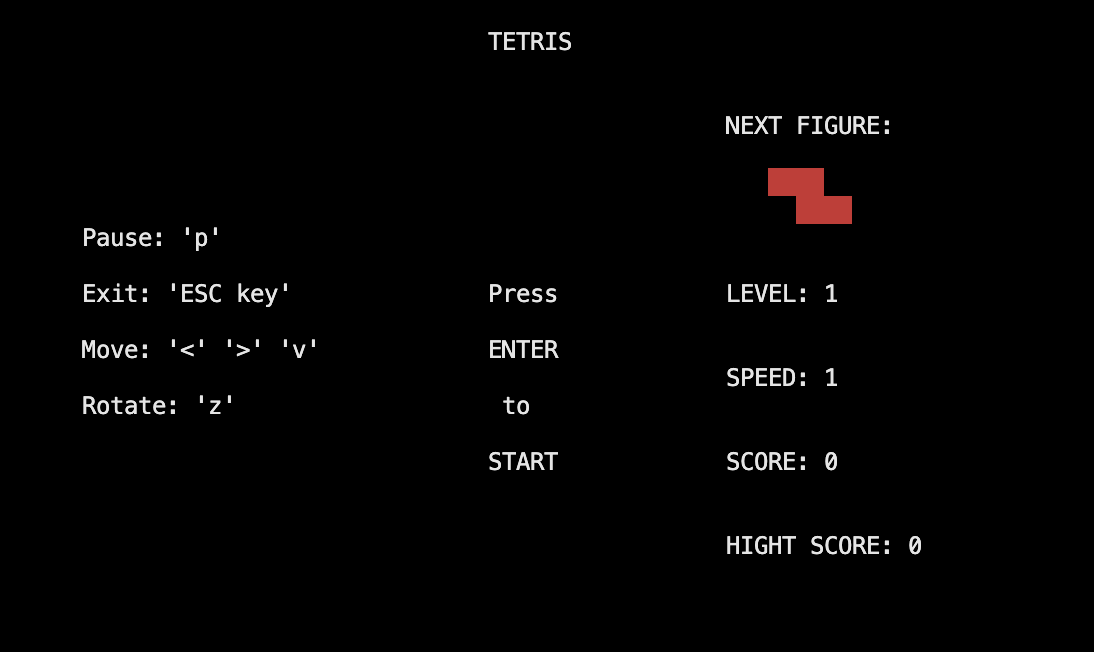 TETRIS
NEXT FIGURE:
Pause: 'p'
Exit: 'ESC key'
Move: '<' '>' 'v'
Rotate: 'z'
Press
ENTER
to
START
LEVEL: 1
SPEED: 1
SCORE: 0
HIGHT SCORE: 0